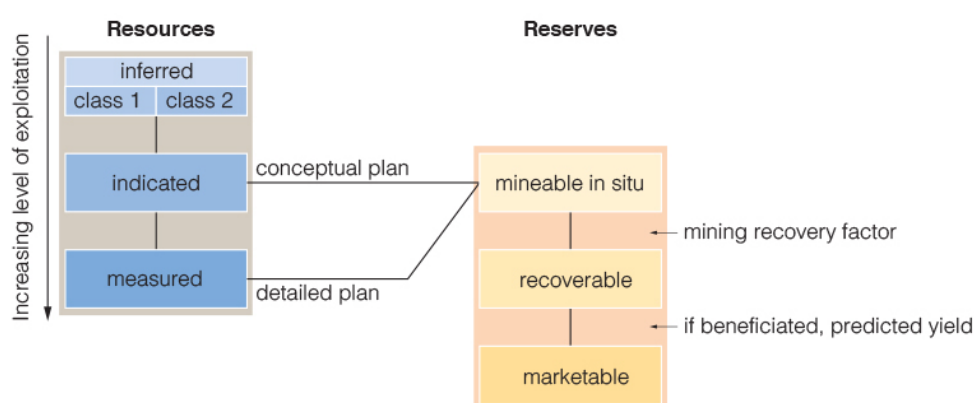 Resources
Reserves
Increasing level of exploitation
inferred
class 1
class 2
indicated
conceptual plan
mineable in situ
mining recovery factor
measured
detailed plan
recoverable
if beneficiated, predicted yield
marketable